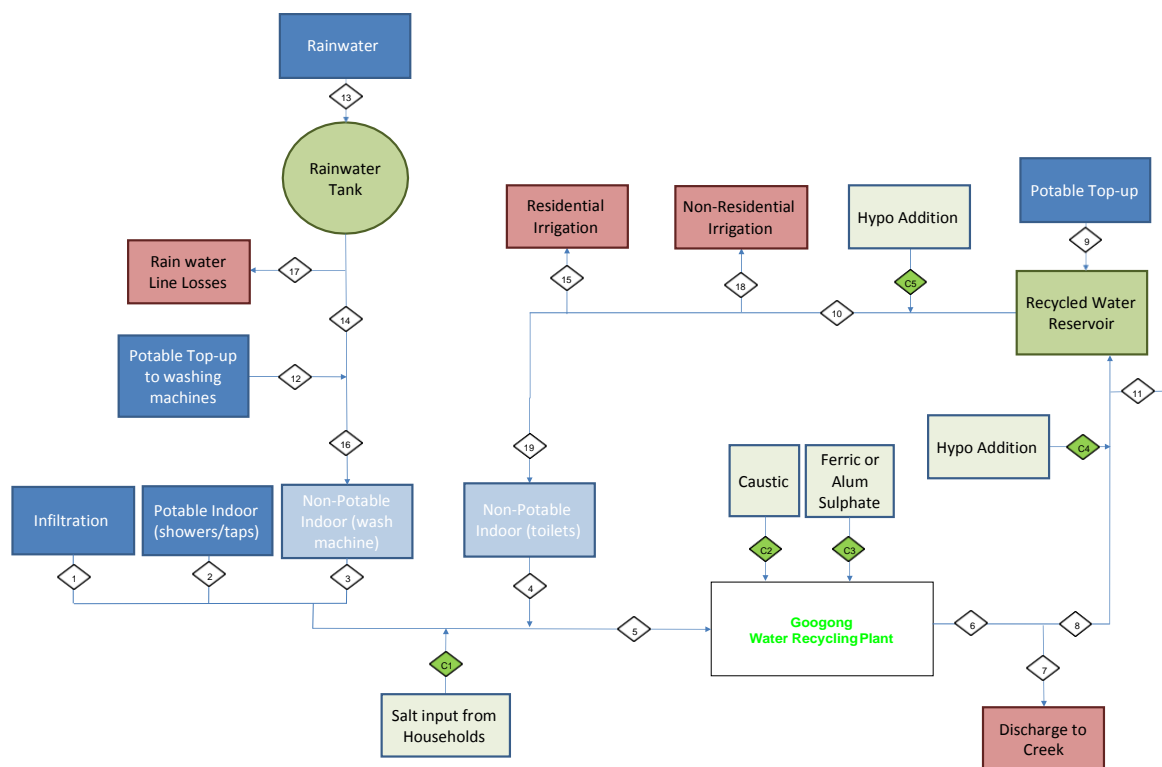 Rainwater
13
Rainwater
Tank
Rain water
Line Losses
17
14
Potable Top-up
to washing
machines
12
16
Infiltration
Potable Indoor
(showers/taps)
Non-Potable
Indoor (wash
machine)
1
2
3
Residential
Irrigation
Non-Residential
Irrigation
Hypo Addition
Potable Top-up
15
18
C5
9
10
Recycled Water
Reservoir
11
19
Non-Potable
Indoor (toilets)
4
Caustic
Ferric or
Alum
Sulphate
Hypo Addition
C4
C2
C3
5
Googong
Water Recycling Plant
6
8
7
C1
Salt input from
Households
Discharge to
Creek